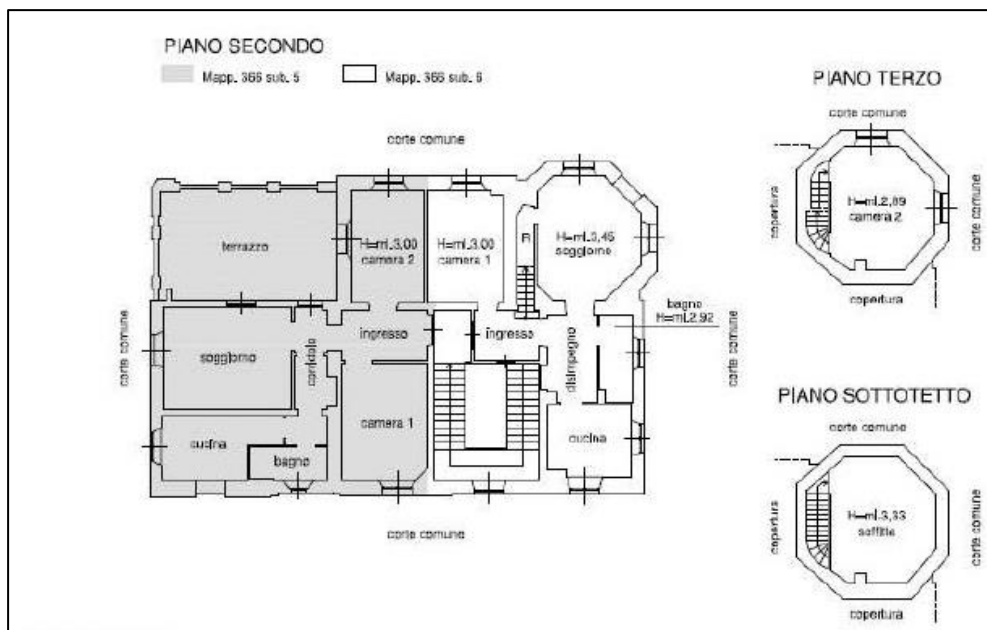 PIANO SECONDO
Mapp. 366 sub. 5
Mapp. 366 sub. 6
corte comune
corte comune
corte comune
corte comune
terrazzo
H=ml.3,00
camera 2
H=ml.3,00
camera 1
R
H=ml.3,45
soggiorno
bagno
H=ml.2,92
soggiorno
corridoio
ingresso
ingresso
disimpegno
cucina
bagno
camera 1
cucina
PIANO TERZO
corte comune
copertura
H=ml.2,89
camera 2
corte comune
copertura
PIANO SOTTOTETTO
corte comune
copertura
H=ml.3,33
soffitta
corte comune
copertura